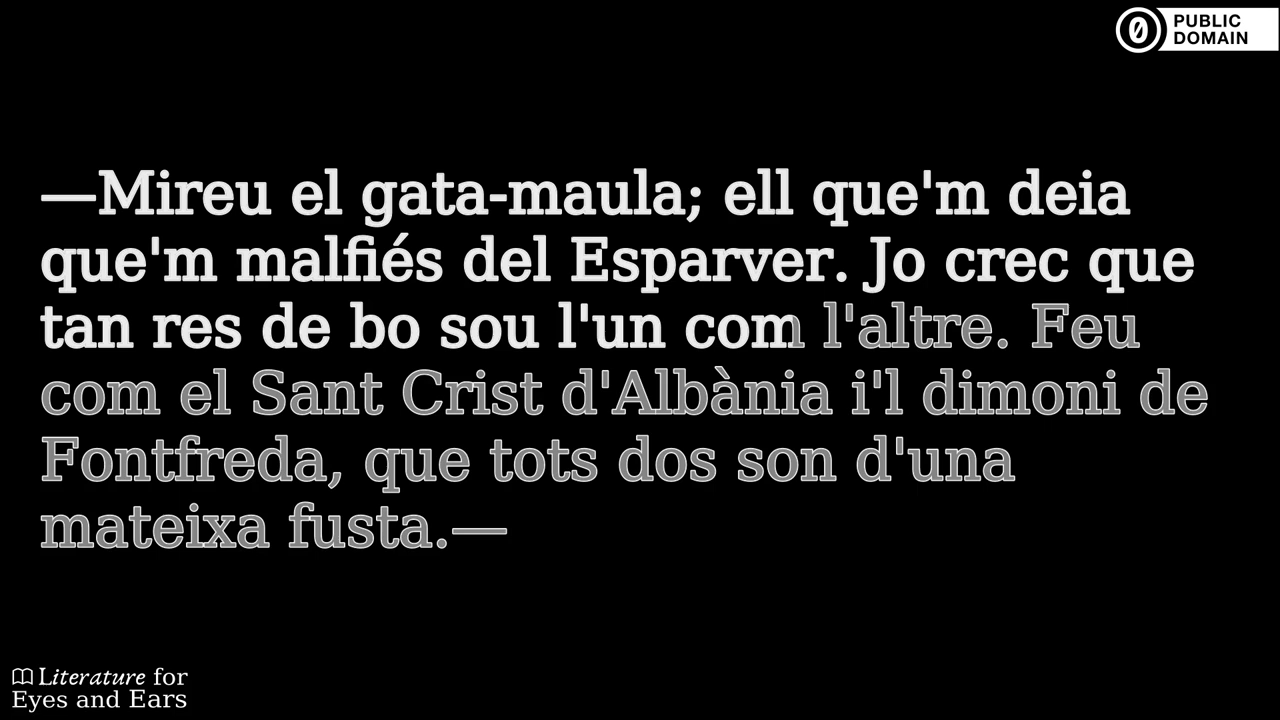 PUBLIC
DOMAIN
—Mireu el gata-maula; ell que'm deia
que'm malfiés del Esparver. Jo crec que
tan res de bo sou l'un com l'altre. Feu
com el Sant Crist d'Albània i'l dimoni de
Fontfreda, que tots dos son d'una
mateixa fusta.—
Literature for
Eyes and Ears